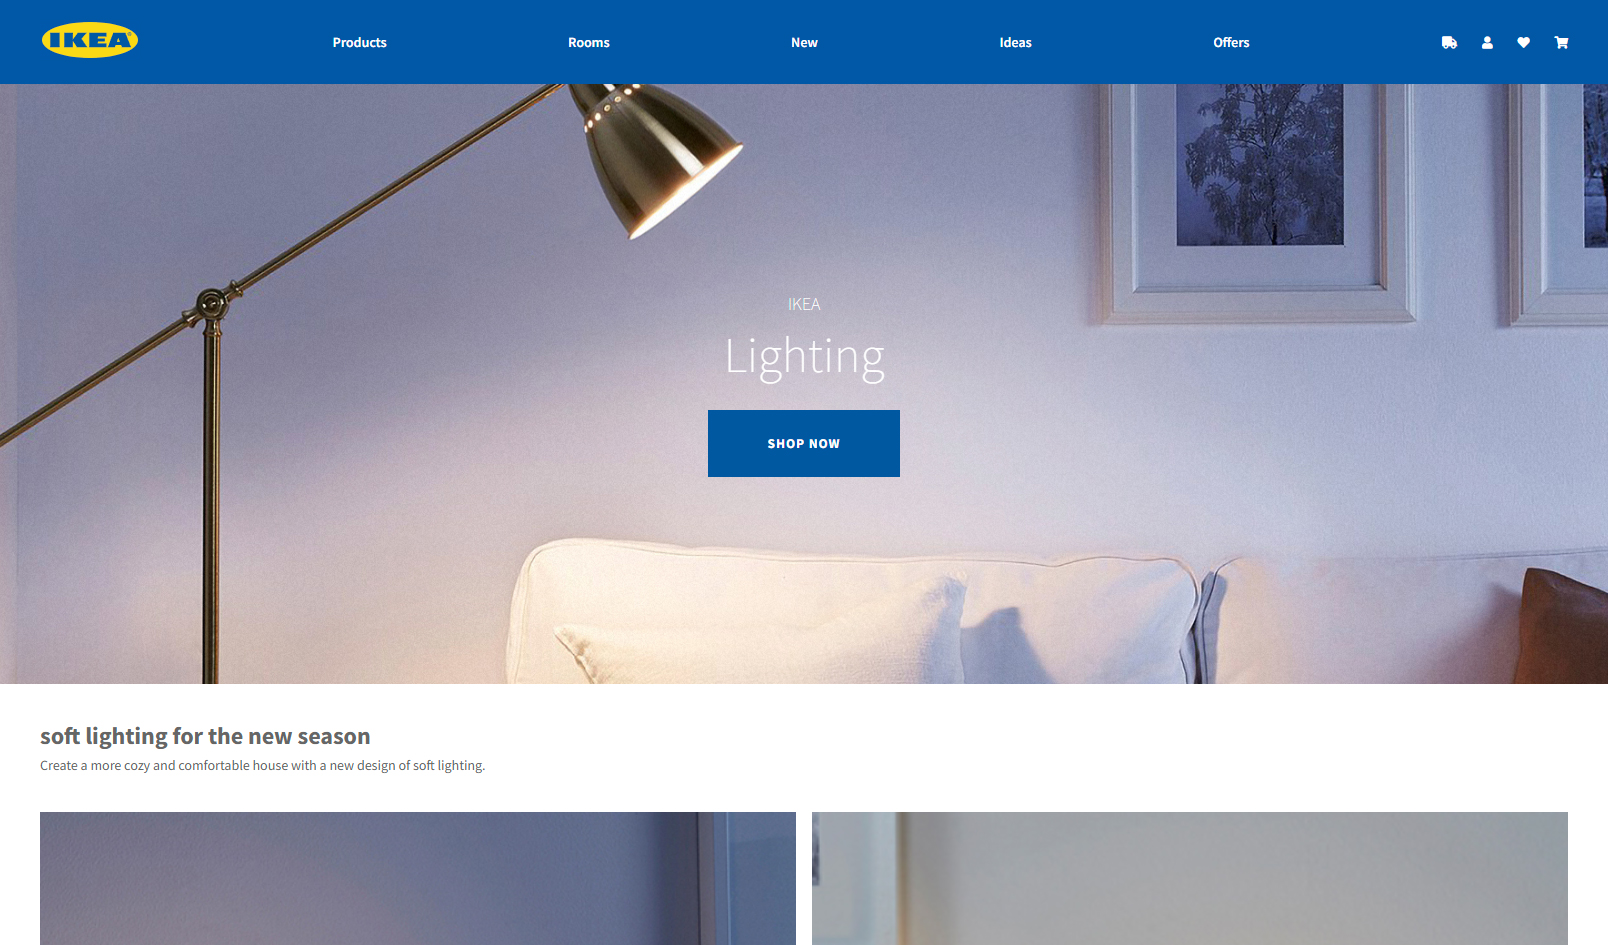 IKEA
Products
Rooms
New
Ideas
Offers
IKEA
Lighting
SHOP NOW
soft lighting for the new season
Create a more cozy and comfortable house with a new design of soft lighting.